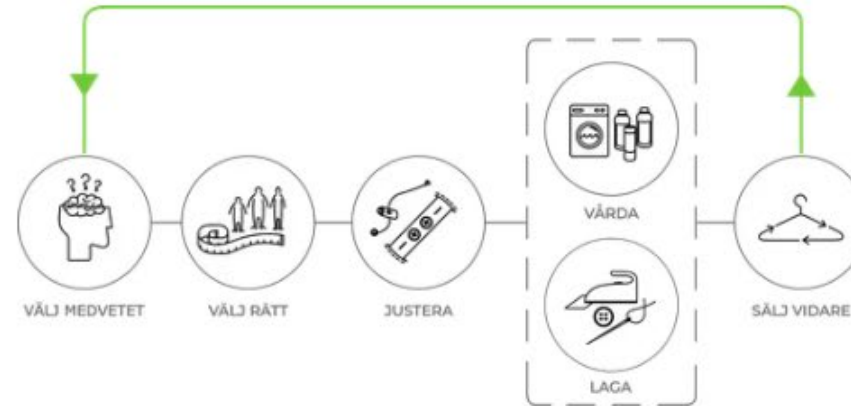 ? ? ?
VÄLJ MEDVETET
VÄLJ RÄTT
JUSTERA
VÅRDA
LAGA
SÄLJ VIDARE